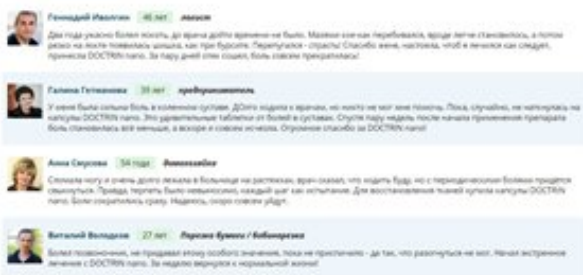 Геннадий Иволгин 46 лет логист
Два года ужасно болел локоть, до врача дойти времени не было. Мазями кое-как перебивался, вроде легче становилось, а потом
резко на локте появилась шишка, как при бурсите. Перепугался - страсть! Спасибо жене, настояла, чтоб я лечился как следует,
принесла DOCTRIN nano. За пару дней отек сошел, боль совсем прекратилась!
Галина Гетманова 39 лет предприниматель
У меня была сильна боль в коленном суставе. ДОлго ходила к врачам, но никто не мог мне помочь. Пока, случайно, не наткнулась на
капсулы DOCTRIN nano. Это удивительные таблетки от болей в суставах. Спустя пару недель после начала применения препарата
боль становилась всё меньше, а вскоре и совсем исчезла. Огромное спасибо за DOCTRIN nano!
Анна Смусова 54 года домохозяйка
Сломала ногу и очень долго лежала в больнице на растяжках, врач сказал, что ходить буду, но с периодическими болями придётся
свыкнуться. Правда, терпеть было невыносимо, каждый шаг как испытание. Для восстановления тканей купила капсулы DOCTRIN
nano. Боли сократились сразу. Надеюсь, скоро совсем уйдут.
Виталий Володков 27 лет Порезка бумаги / бобинорезка
Болел позвоночник, не придавал этому особого значения, пока не приспичило - да так, что разогнуться не мог. Начал экстренное
лечение с DOCTRIN nano. За неделю вернулся к нормальной жизни!